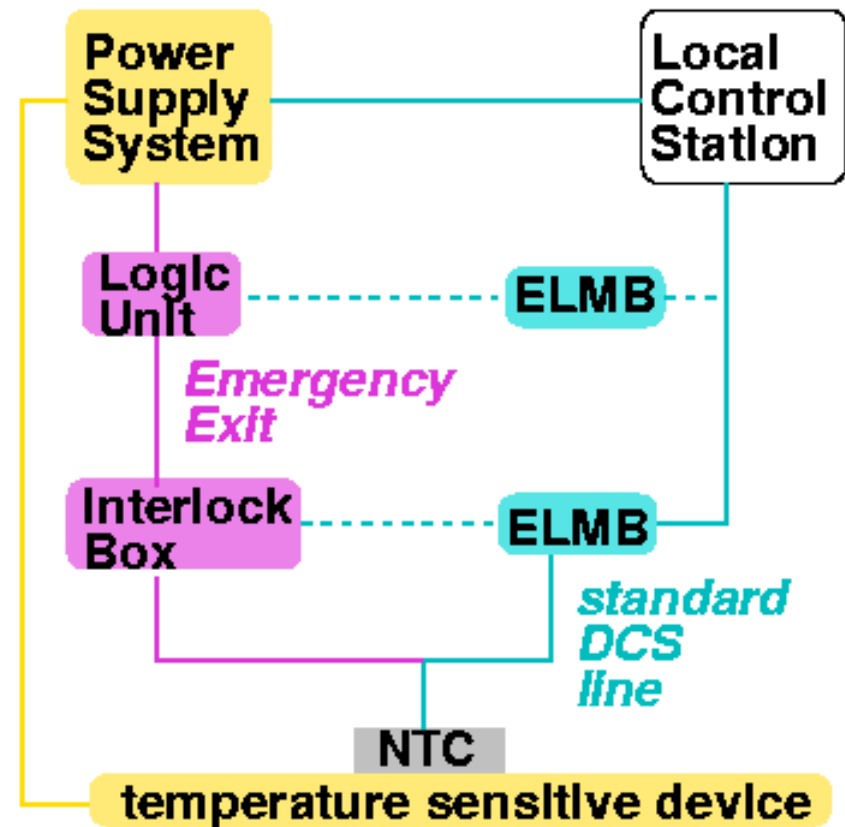 Power
Supply
System
Local
Control
Station
Logic
Unit
ELMB
Emergency
Exit
Interlock
Box
ELMB
standard
DCS
line
NTC
temperature sensitive device